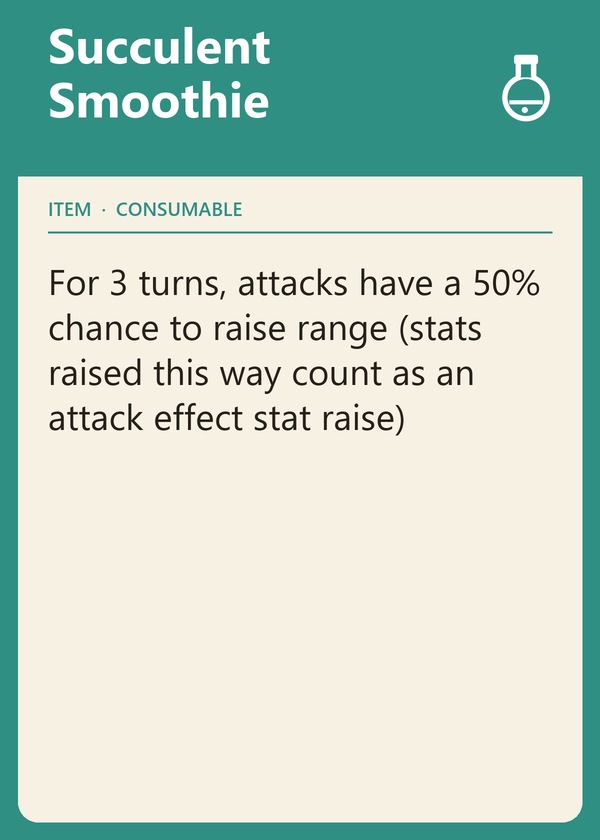 Succulent
Smoothie
ITEM · CONSUMABLE
For 3 turns, attacks have a 50%
chance to raise range (stats
raised this way count as an
attack effect stat raise)